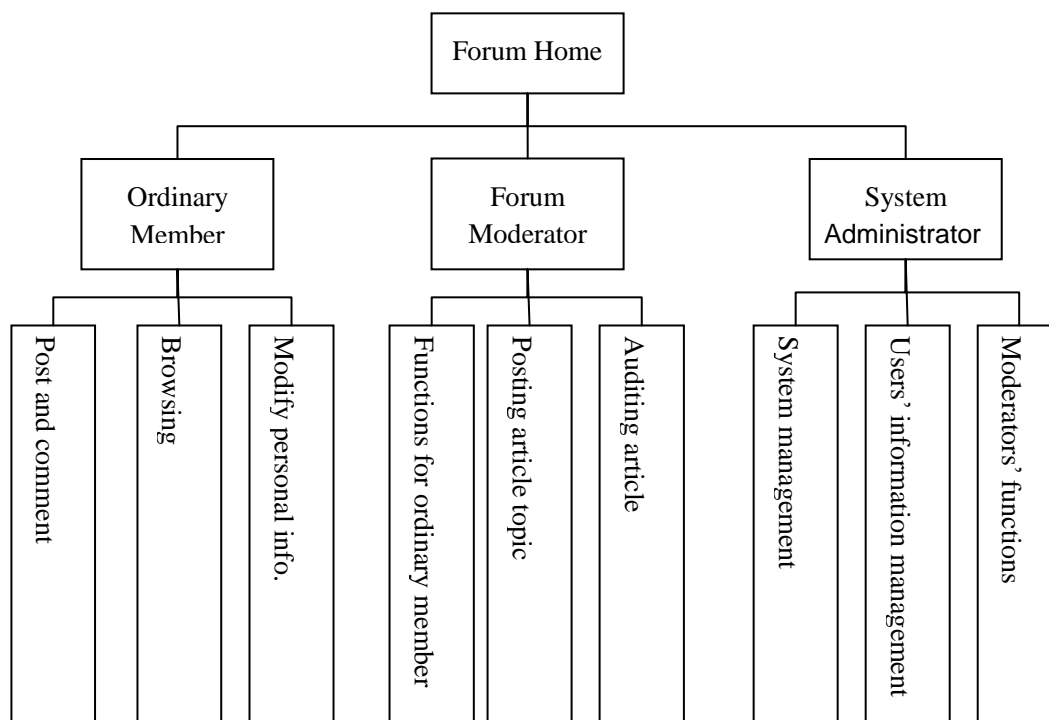 Forum Home
Ordinary
Member
Forum
Moderator
System
Administrator
Post and comment
Browsing
Modify personal info.
Functions for ordinary member
Posting article topic
Auditing article
System management
Users’ information management
Moderators’ functions